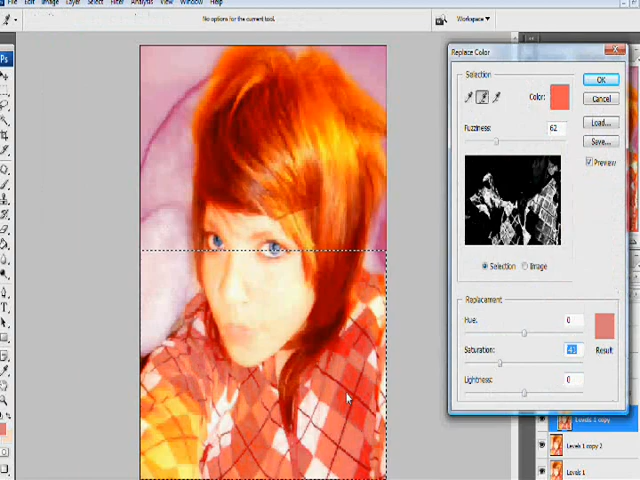 File Edit Image Layer Select Filter Analysis View Window Help
No options for the current tool.
Workspace
Ps
Replace Color
Selection
OK
Color:
Cancel
Fuzziness: 62
Load...
Save...
Preview
Selection Image
Replacement
Hue: 0
Saturation: -41
Result
Lightness: 0
Levels 1 copy
Levels 1 copy 2
Levels 1